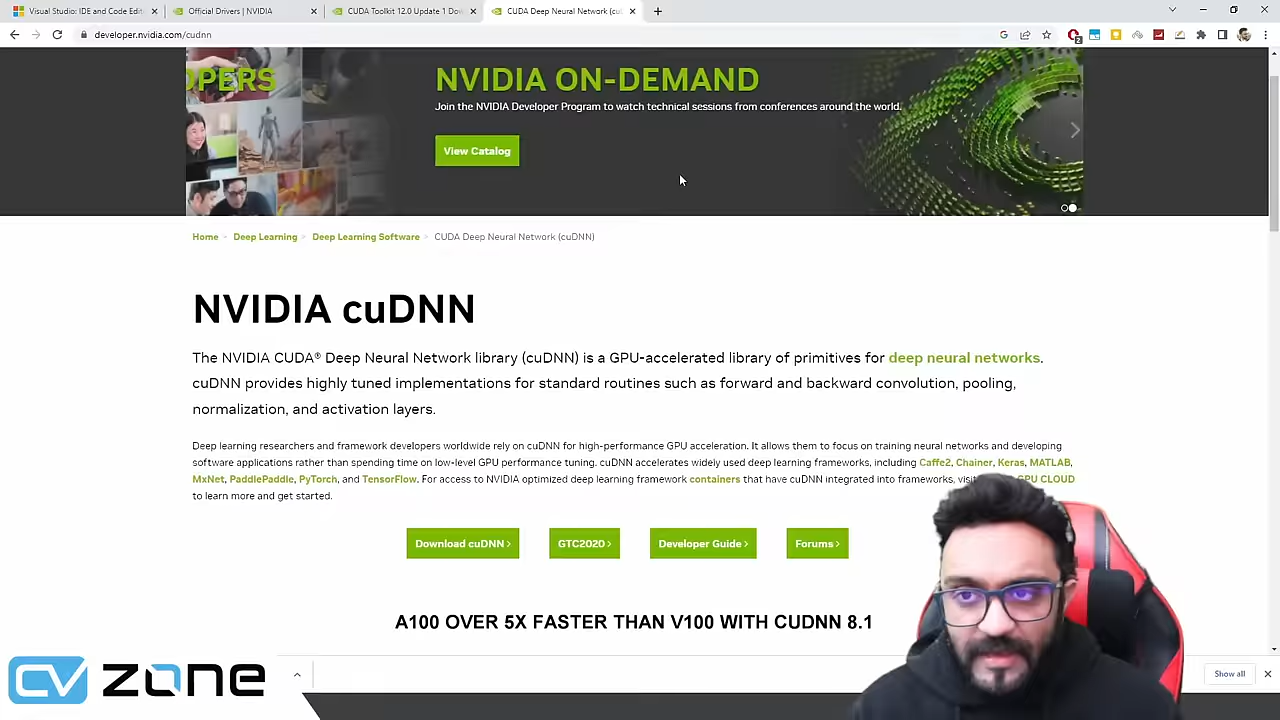 Visual Studio: IDE and Code Edit
Official Drivers | NVIDIA
CUDA Toolkit 12.0 Update 1 Dow
CUDA Deep Neural Network (cu
developer.nvidia.com/cudnn
OPERS
NVIDIA ON-DEMAND
Join the NVIDIA Developer Program to watch technical sessions from conferences around the world.
View Catalog
Home
Deep Learning
Deep Learning Software
CUDA Deep Neural Network (cuDNN)
NVIDIA cuDNN
The NVIDIA CUDA® Deep Neural Network library (cuDNN) is a GPU-accelerated library of primitives for deep neural networks.
cuDNN provides highly tuned implementations for standard routines such as forward and backward convolution, pooling,
normalization, and activation layers.
Deep learning researchers and framework developers worldwide rely on cuDNN for high-performance GPU acceleration. It allows them to focus on training neural networks and developing
software applications rather than spending time on low-level GPU performance tuning. cuDNN accelerates widely used deep learning frameworks, including Caffe2, Chainer, Keras, MATLAB,
MxNet, PaddlePaddle, PyTorch, and TensorFlow. For access to NVIDIA optimized deep learning framework containers that have cuDNN integrated into frameworks, visit GPU CLOUD
to learn more and get started.
Download cuDNN >
GTC2020 >
Developer Guide >
Forums >
A100 OVER 5X FASTER THAN V100 WITH CUDNN 8.1
CV ZONE
Show all